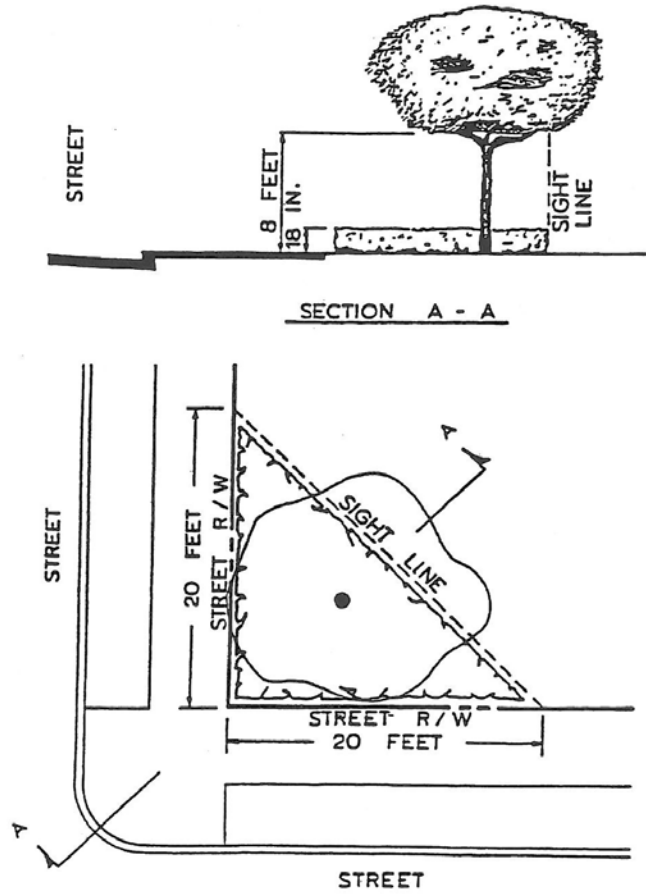 STREET
8 FEET
18 IN.
SIGHT
LINE
SECTION A - A
A
STREET
20 FEET
STREET R/W
SIGHT LINE
STREET R/W
20 FEET
A
STREET